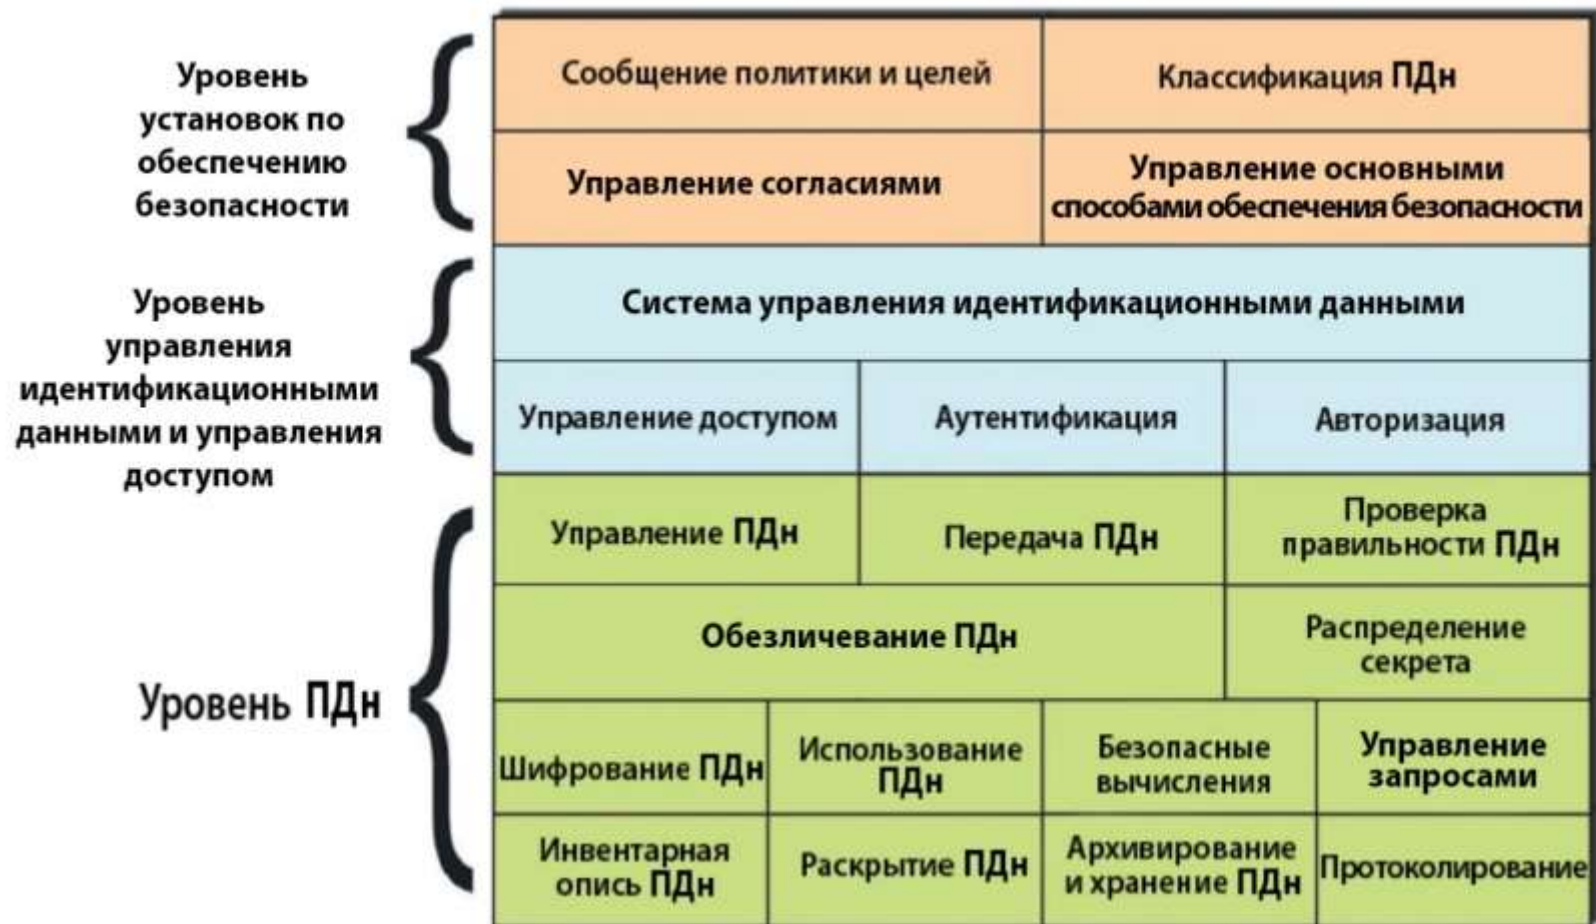 Уровень
установок по
обеспечению
безопасности
Сообщение политики и целей
Классификация ПДн
Управление согласиями
Управление основными
способами обеспечения безопасности
Уровень
управления
идентификационными
данными и управления
доступом
Система управления идентификационными данными
Управление доступом
Аутентификация
Авторизация
Уровень ПДн
Управление ПДн
Передача ПДн
Проверка
правильности ПДн
Обезличевание ПДн
Распределение
секрета
Шифрование ПДн
Использование
ПДн
Безопасные
вычисления
Управление
запросами
Инвентарная
опись ПДн
Раскрытие ПДн
Архивирование
и хранение ПДн
Протоколирование